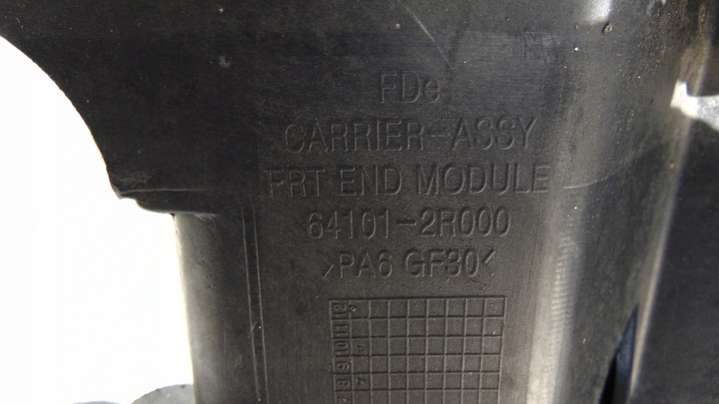 FDe
CARRIER-ASSY
FRT END MODULE
64101-2R000
>PA6 GF30<